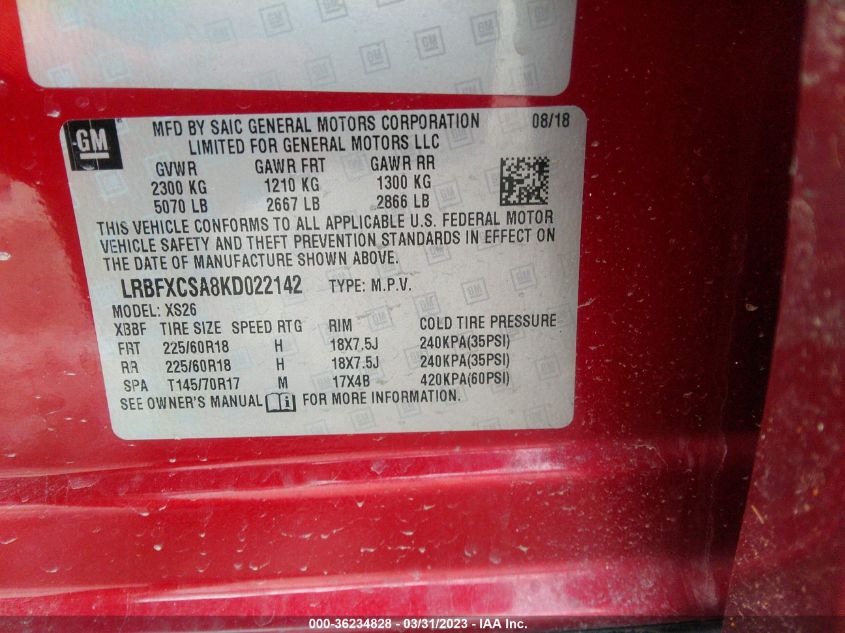 GM
MFD BY SAIC GENERAL MOTORS CORPORATION 08/18
LIMITED FOR GENERAL MOTORS LLC
GVWR GAWR FRT GAWR RR
2300 KG 1210 KG 1300 KG
5070 LB 2667 LB 2866 LB
THIS VEHICLE CONFORMS TO ALL APPLICABLE U.S. FEDERAL MOTOR
VEHICLE SAFETY AND THEFT PREVENTION STANDARDS IN EFFECT ON
THE DATE OF MANUFACTURE SHOWN ABOVE.
LRBFXCSA8KD022142 TYPE: M.P.V.
MODEL: XS26
XBBF TIRE SIZE SPEED RTG RIM COLD TIRE PRESSURE
FRT 225/60R18 H 18X7.5J 240KPA(35PSI)
RR 225/60R18 H 18X7.5J 240KPA(35PSI)
SPA T145/70R17 M 17X4B 420KPA(60PSI)
SEE OWNER'S MANUAL FOR MORE INFORMATION.
000-36234828 - 03/31/2023 - IAA Inc.